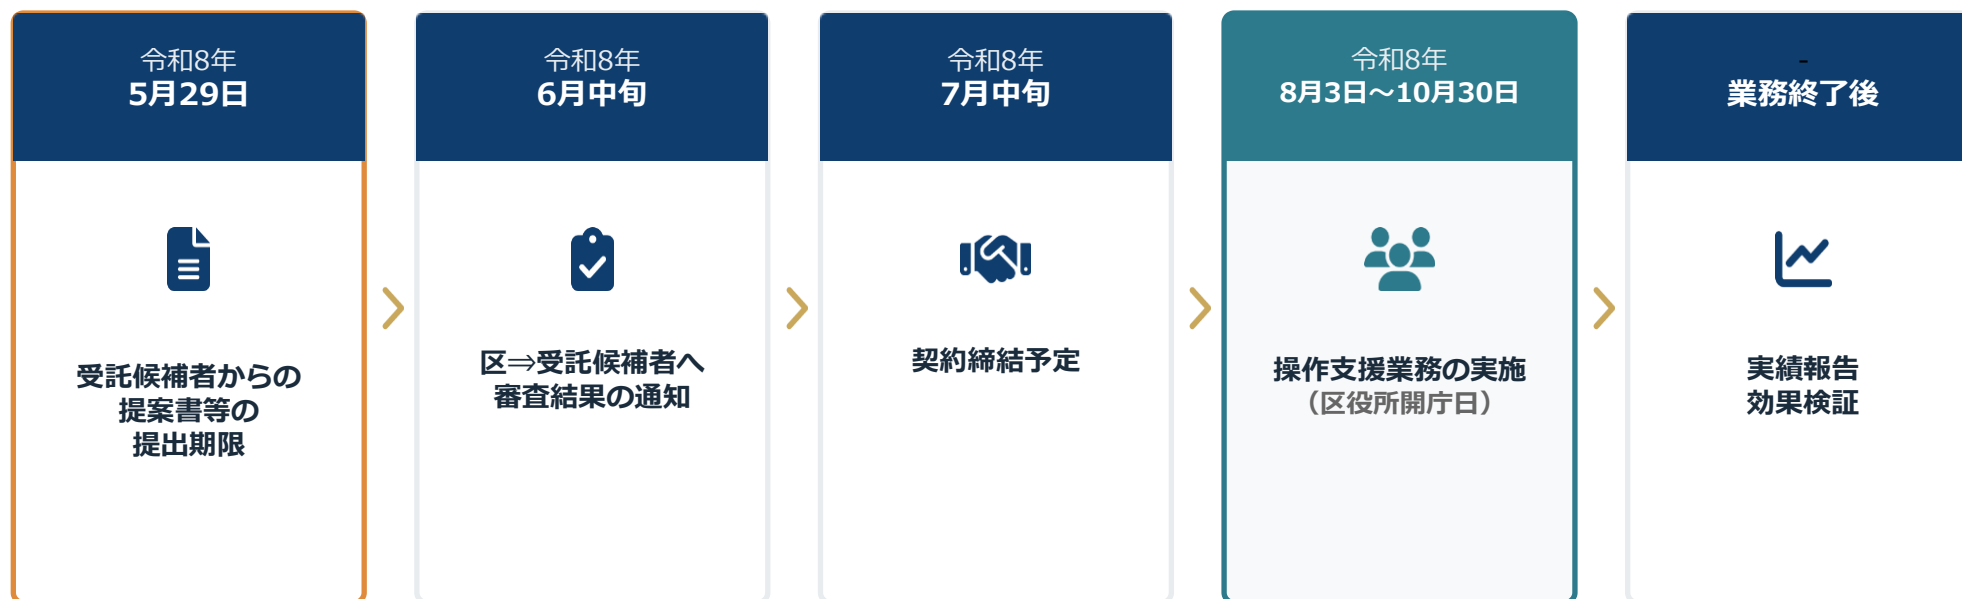 令和8年
5月29日
受託候補者からの
提案書等の
提出期限
令和8年
6月中旬
区⇒受託候補者へ
審査結果の通知
令和8年
7月中旬
契約締結予定
令和8年
8月3日～10月30日
操作支援業務の実施
（区役所開庁日）
-
業務終了後
実績報告
効果検証